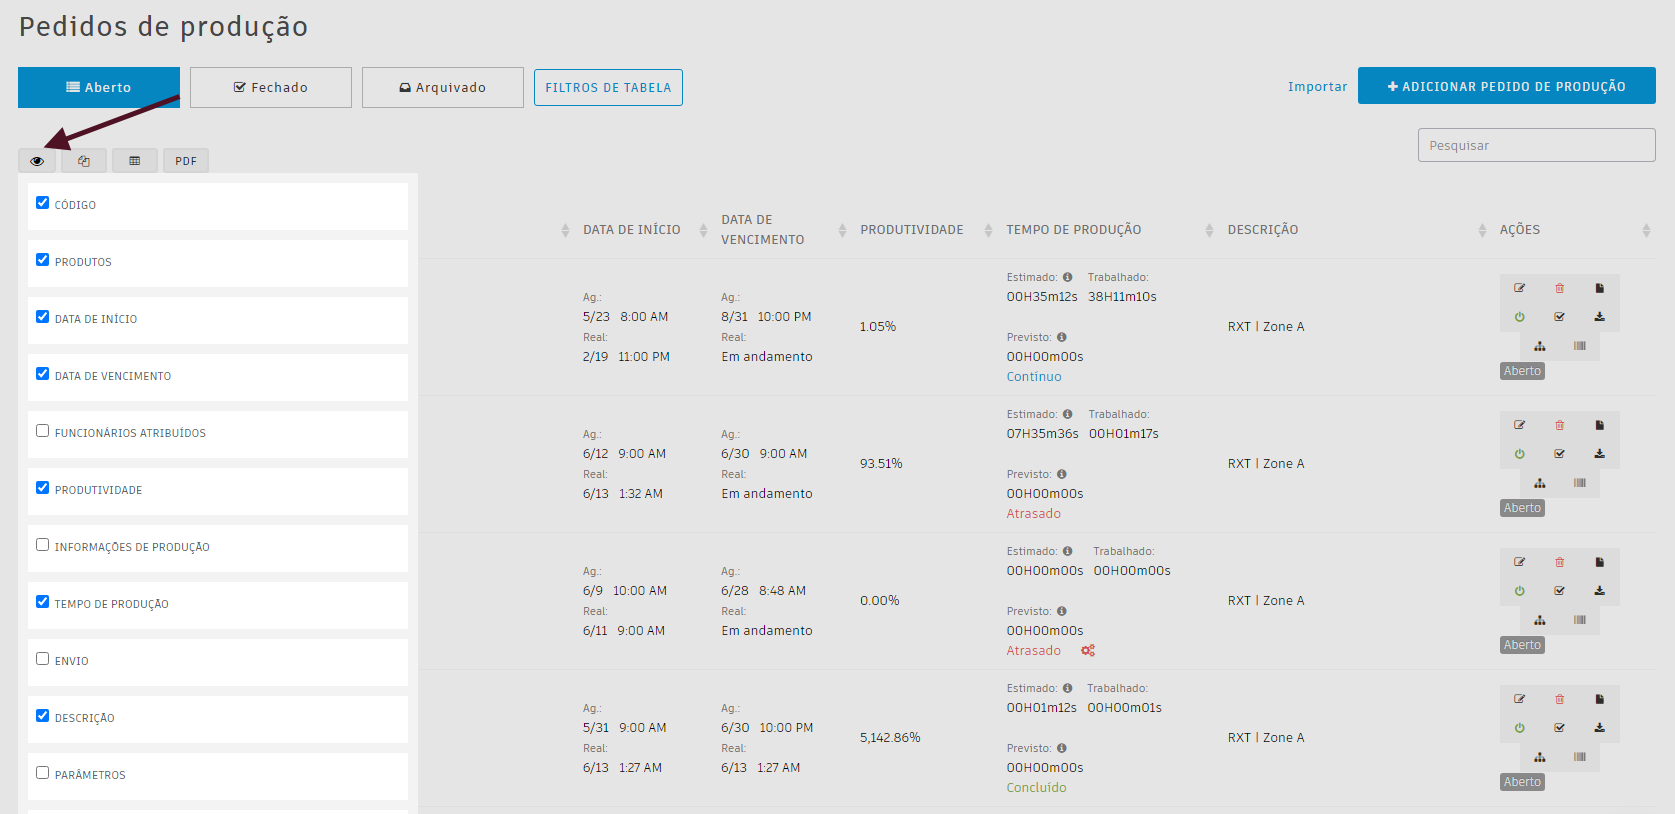 Pedidos de produção
Aberto
Fechado
Arquivado
FILTROS DE TABELA
Importar
ADICIONAR PEDIDO DE PRODUÇÃO
Pesquisar
PDF
CÓDIGO
PRODUTOS
DATA DE INÍCIO
DATA DE VENCIMENTO
FUNCIONÁRIOS ATRIBUÍDOS
PRODUTIVIDADE
INFORMAÇÕES DE PRODUÇÃO
TEMPO DE PRODUÇÃO
ENVIO
DESCRIÇÃO
PARÂMETROS
DATA DE INÍCIO
DATA DE
VENCIMENTO
PRODUTIVIDADE
TEMPO DE PRODUÇÃO
DESCRIÇÃO
AÇÕES
Ag.:
5/23 8:00 AM
Real:
2/19 11:00 PM
Ag.:
8/31 10:00 PM
Real:
Em andamento
1.05%
Estimado: Trabalhado:
00H35m12s 38H11m10s
Previsto:
00H00m00s
Contínuo
RXT | Zone A
Aberto
Ag.:
6/12 9:00 AM
Real:
6/13 1:32 AM
Ag.:
6/30 9:00 AM
Real:
Em andamento
93.51%
Estimado: Trabalhado:
07H35m36s 00H01m17s
Previsto:
00H00m00s
Atrasado
RXT | Zone A
Aberto
Ag.:
6/9 10:00 AM
Real:
6/11 9:00 AM
Ag.:
6/28 8:48 AM
Real:
Em andamento
0.00%
Estimado: Trabalhado:
00H00m00s 00H00m00s
Previsto:
00H00m00s
Atrasado
RXT | Zone A
Aberto
Ag.:
5/31 9:00 AM
Real:
6/13 1:27 AM
Ag.:
6/30 10:00 PM
Real:
6/13 1:27 AM
5,142.86%
Estimado: Trabalhado:
00H01m12s 00H00m01s
Previsto:
00H00m00s
Concluído
RXT | Zone A
Aberto